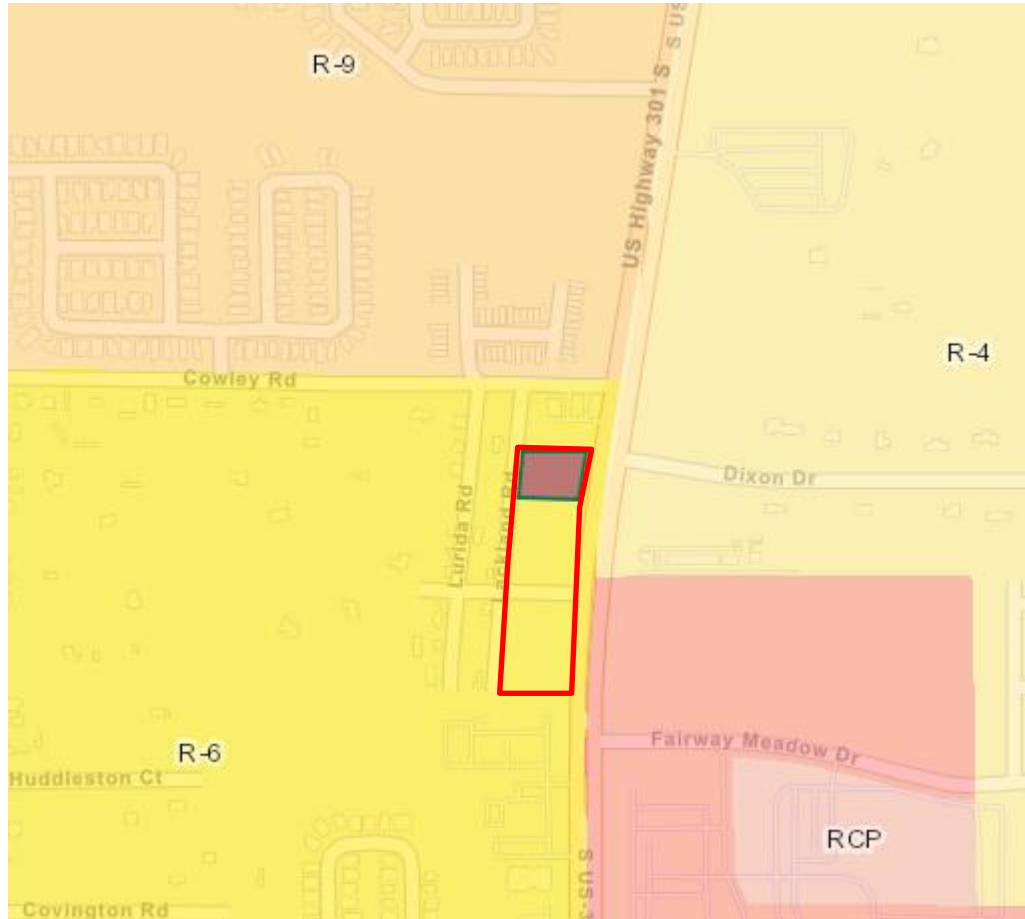 S US
R-9
US Highway 301 S
R-4
Cowley Rd
Dixon Dr
Lurida Rd
Lackland Rd
Fairway Meadow Dr
R-6
Huddleston Ct
RCP
S US-3
Covington Rd